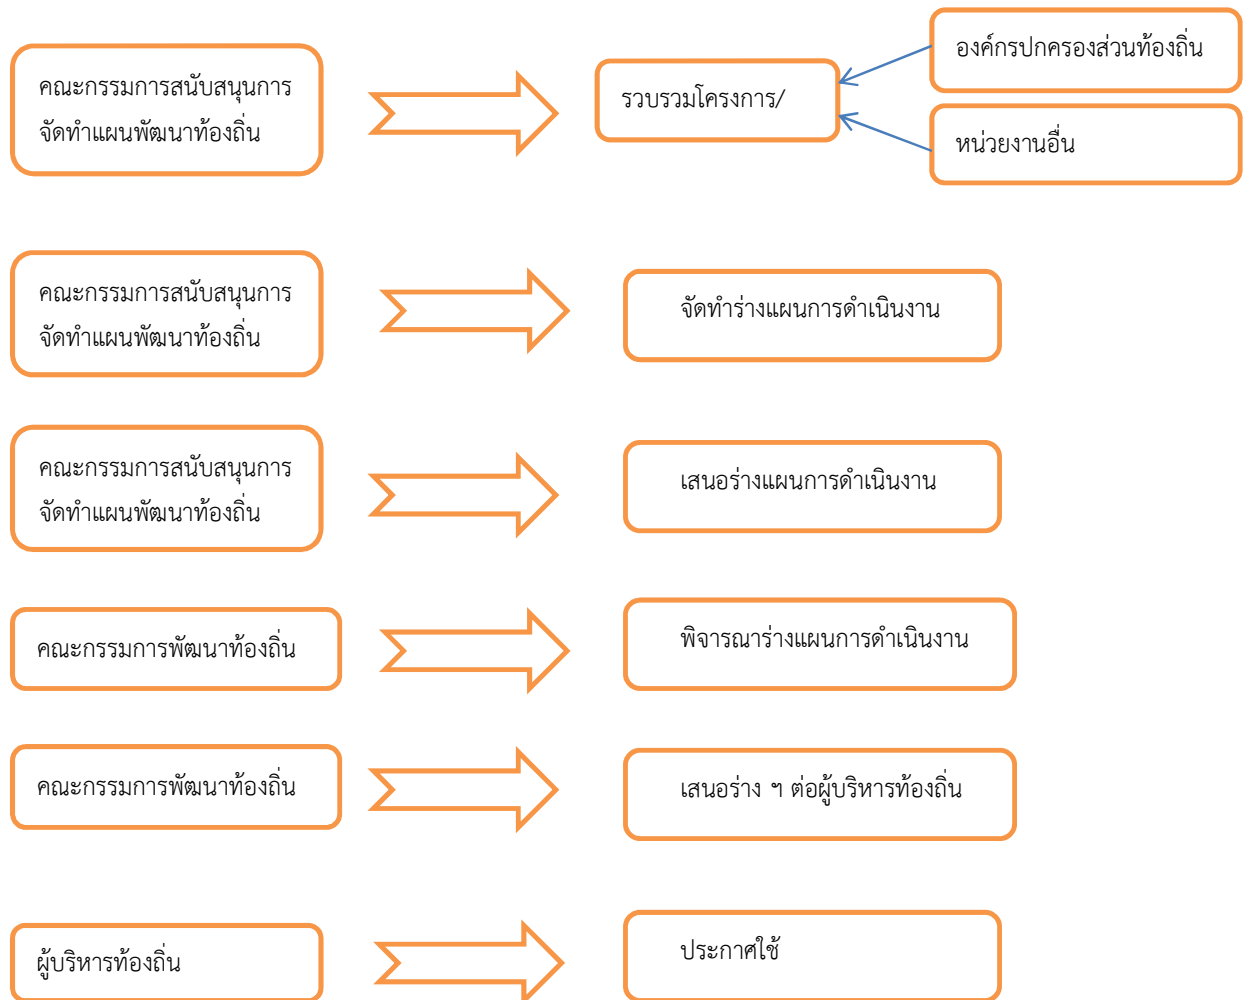 คณะกรรมการสนับสนุนการ
จัดทำแผนพัฒนาท้องถิ่น
รวบรวมโครงการ/
องค์กรปกครองส่วนท้องถิ่น
หน่วยงานอื่น
คณะกรรมการสนับสนุนการ
จัดทำแผนพัฒนาท้องถิ่น
จัดทำร่างแผนการดำเนินงาน
คณะกรรมการสนับสนุนการ
จัดทำแผนพัฒนาท้องถิ่น
เสนอร่างแผนการดำเนินงาน
คณะกรรมการพัฒนาท้องถิ่น
พิจารณาร่างแผนการดำเนินงาน
คณะกรรมการพัฒนาท้องถิ่น
เสนอร่าง ฯ ต่อผู้บริหารท้องถิ่น
ผู้บริหารท้องถิ่น
ประกาศใช้